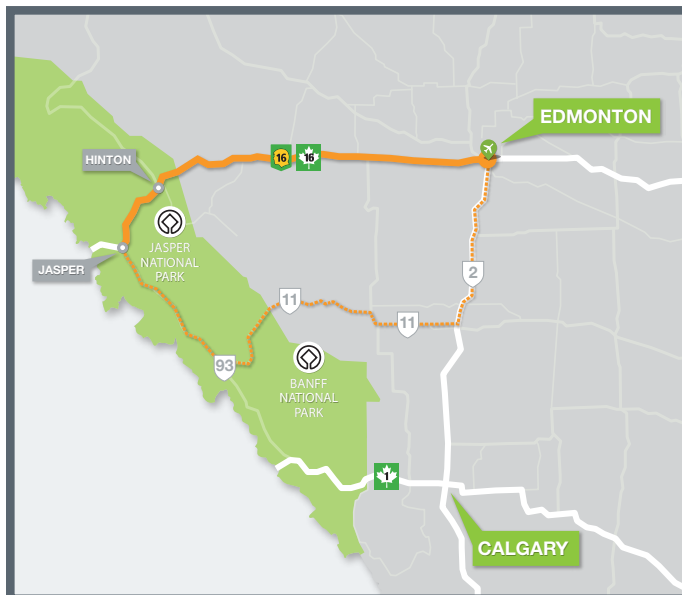 EDMONTON
HINTON
16
16
JASPER
NATIONAL
PARK
JASPER
2
11
11
93
BANFF
NATIONAL
PARK
1
CALGARY